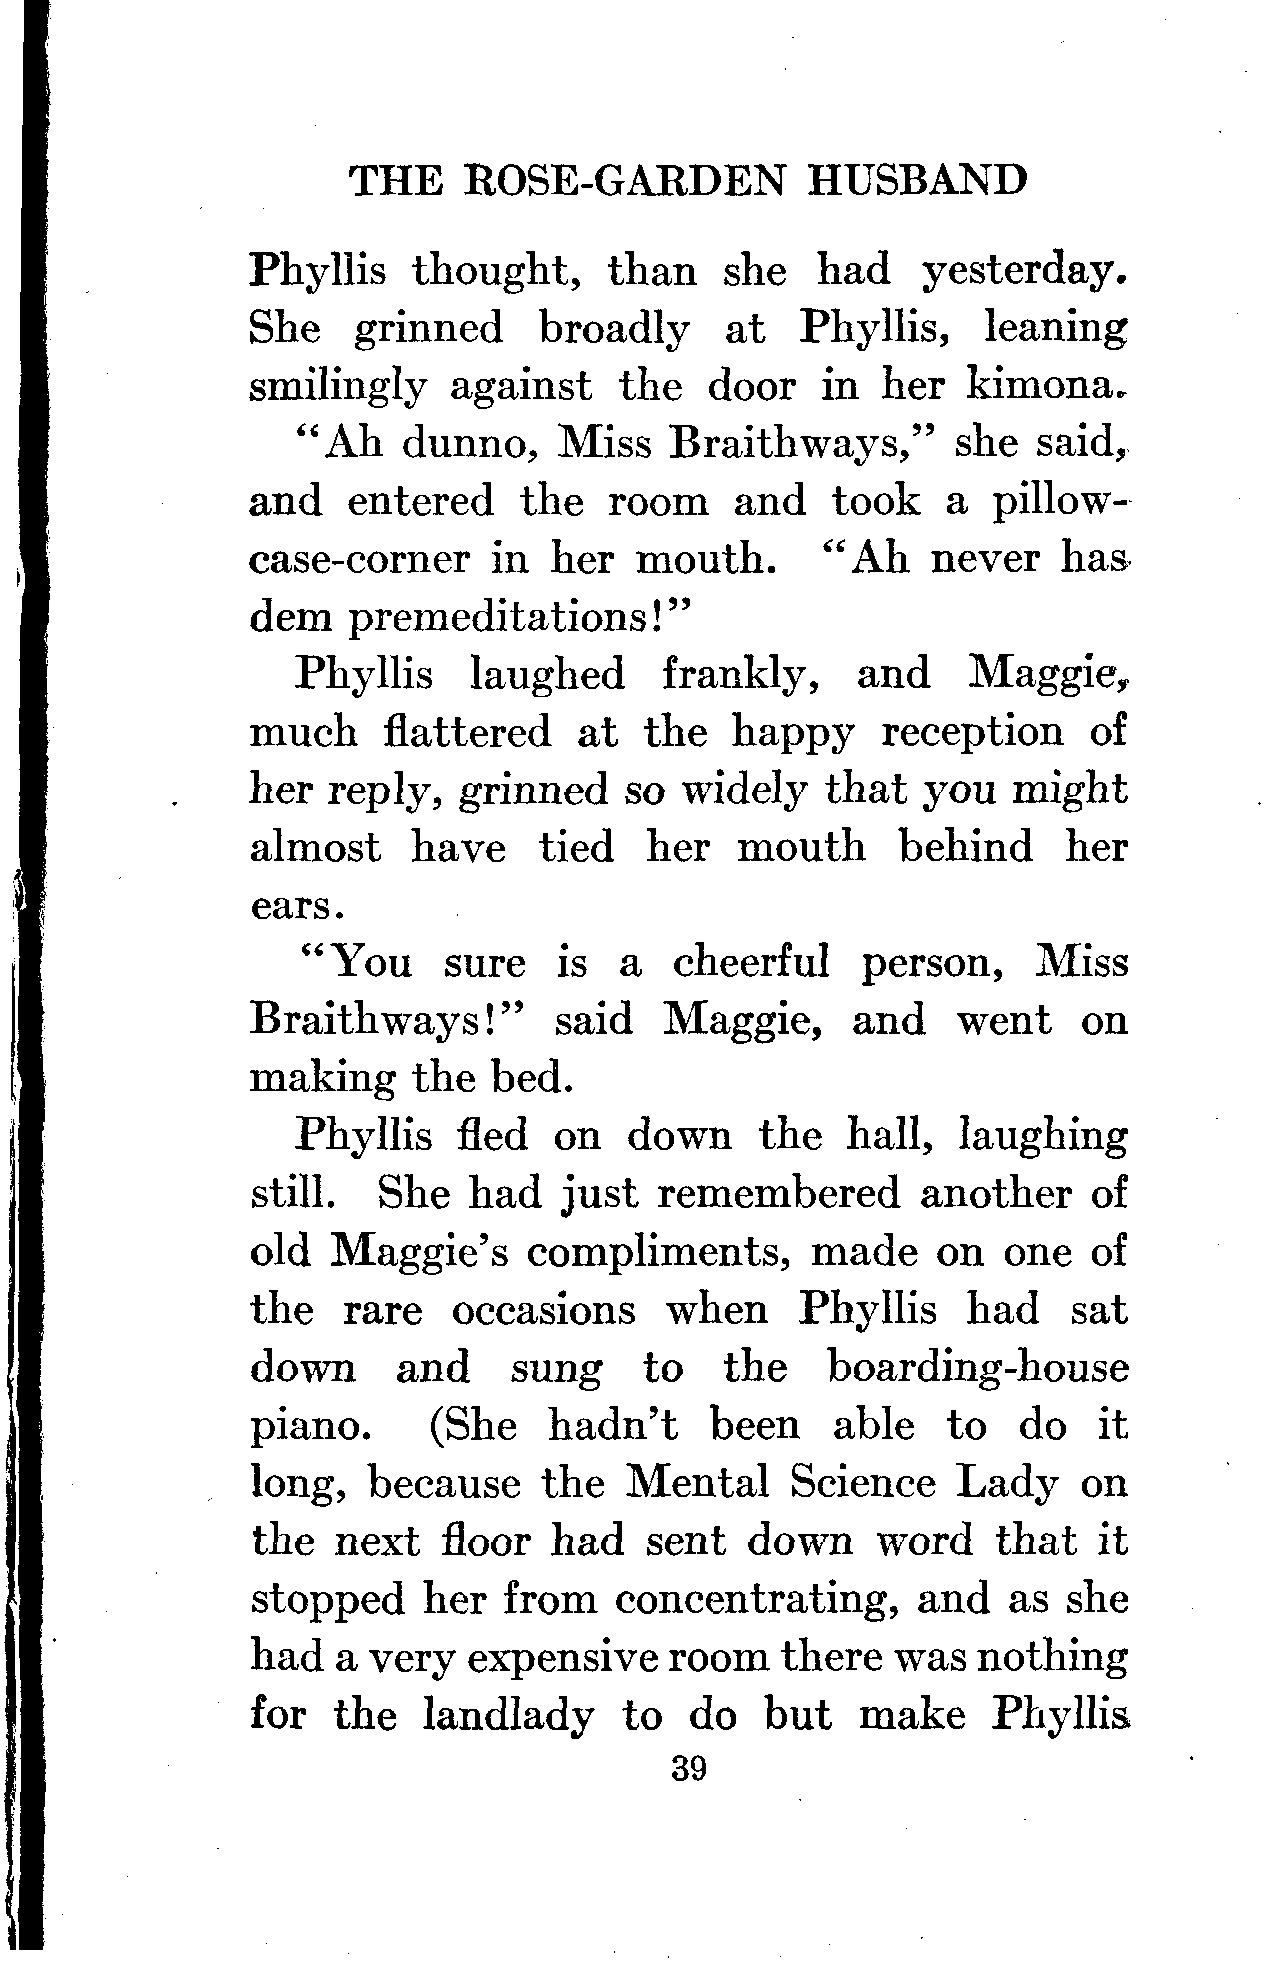 THE ROSE-GARDEN HUSBAND
Phyllis thought, than she had yesterday.
She grinned broadly at Phyllis, leaning
smilingly against the door in her kimona.
"Ah dunno, Miss Braithways," she said,
and entered the room and took a pillow-
case-corner in her mouth. "Ah never has
dem premeditations!"
Phyllis laughed frankly, and Maggie,
much flattered at the happy reception of
her reply, grinned so widely that you might
almost have tied her mouth behind her
ears.
"You sure is a cheerful person, Miss
Braithways!" said Maggie, and went on
making the bed.
Phyllis fled on down the hall, laughing
still. She had just remembered another of
old Maggie's compliments, made on one of
the rare occasions when Phyllis had sat
down and sung to the boarding-house
piano. (She hadn't been able to do it
long, because the Mental Science Lady on
the next floor had sent down word that it
stopped her from concentrating, and as she
had a very expensive room there was nothing
for the landlady to do but make Phyllis
39